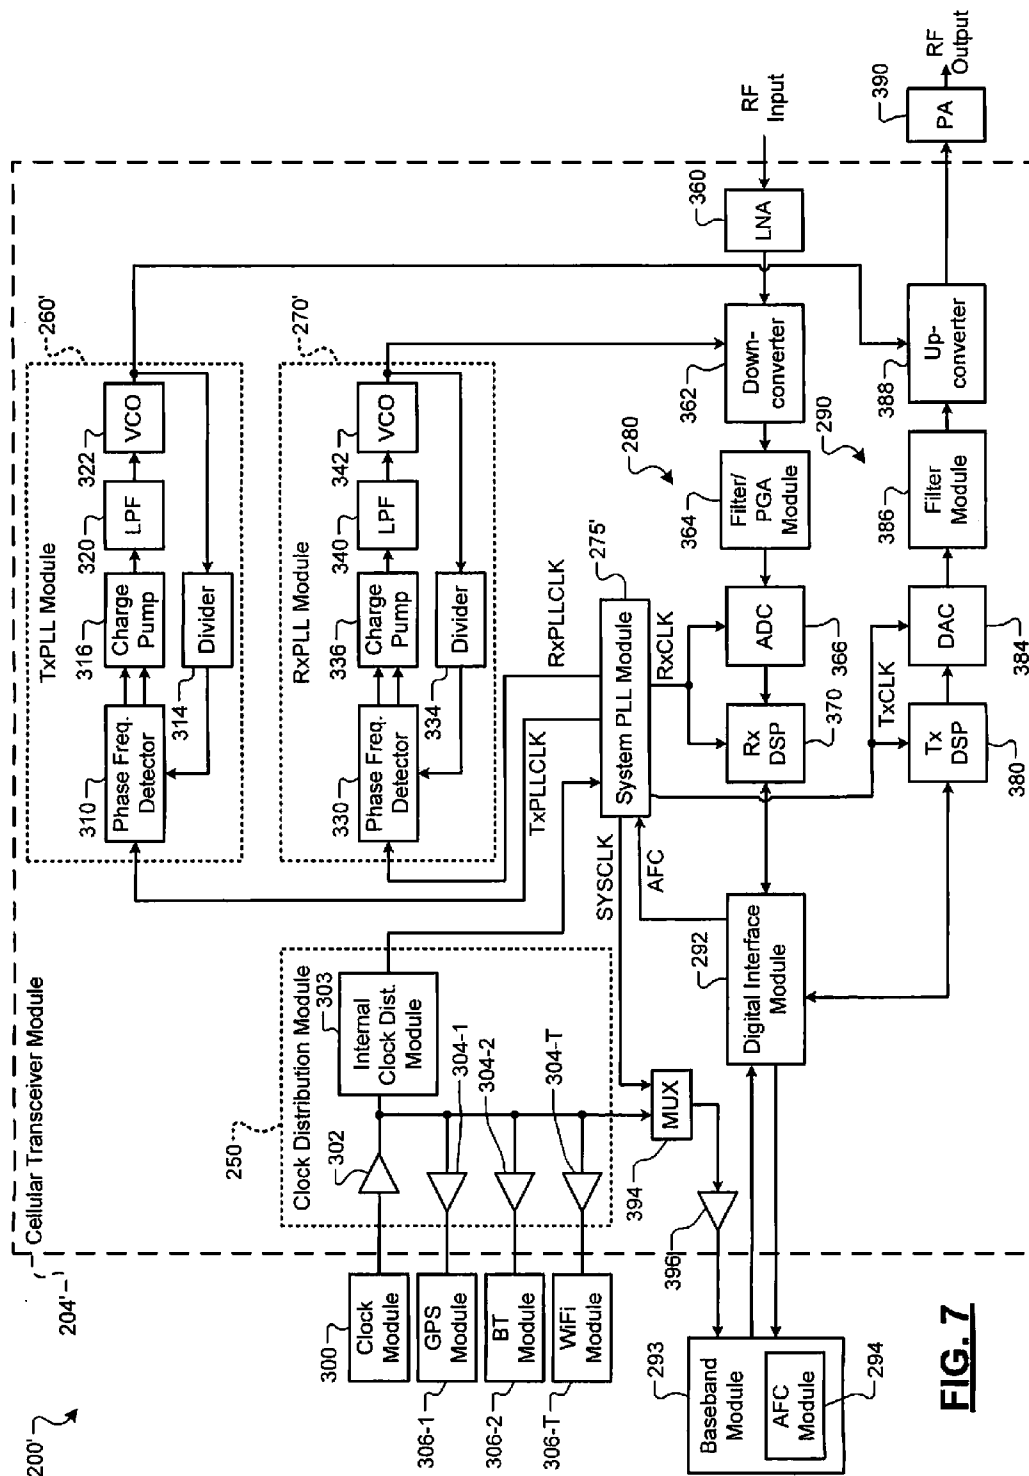 200'
204'
Cellular Transceiver Module
TxPLL Module
260'
310
Phase Freq.
Detector
316
Charge
Pump
320
LPF
322
VCO
314
Divider
RxPLL Module
270'
330
Phase Freq.
Detector
336
Charge
Pump
340
LPF
342
VCO
334
Divider
250
Clock Distribution Module
302
303
Internal
Clock Dist.
Module
304-1
304-2
304-T
300
Clock
Module
GPS
Module
306-1
BT
Module
306-2
WiFi
Module
306-T
TxPLLCLK
RxPLLCLK
275'
System PLL Module
SYSCLK
AFC
RxCLK
TxCLK
MUX
394
396
280
RF
Input
360
LNA
362
Down-
converter
364
Filter/
PGA
Module
ADC
366
Rx
DSP
370
292
Digital Interface
Module
290
Tx
DSP
380
DAC
384
386
Filter
Module
388
Up-
converter
390
PA
RF
Output
293
Baseband
Module
AFC
Module
294
FIG. 7